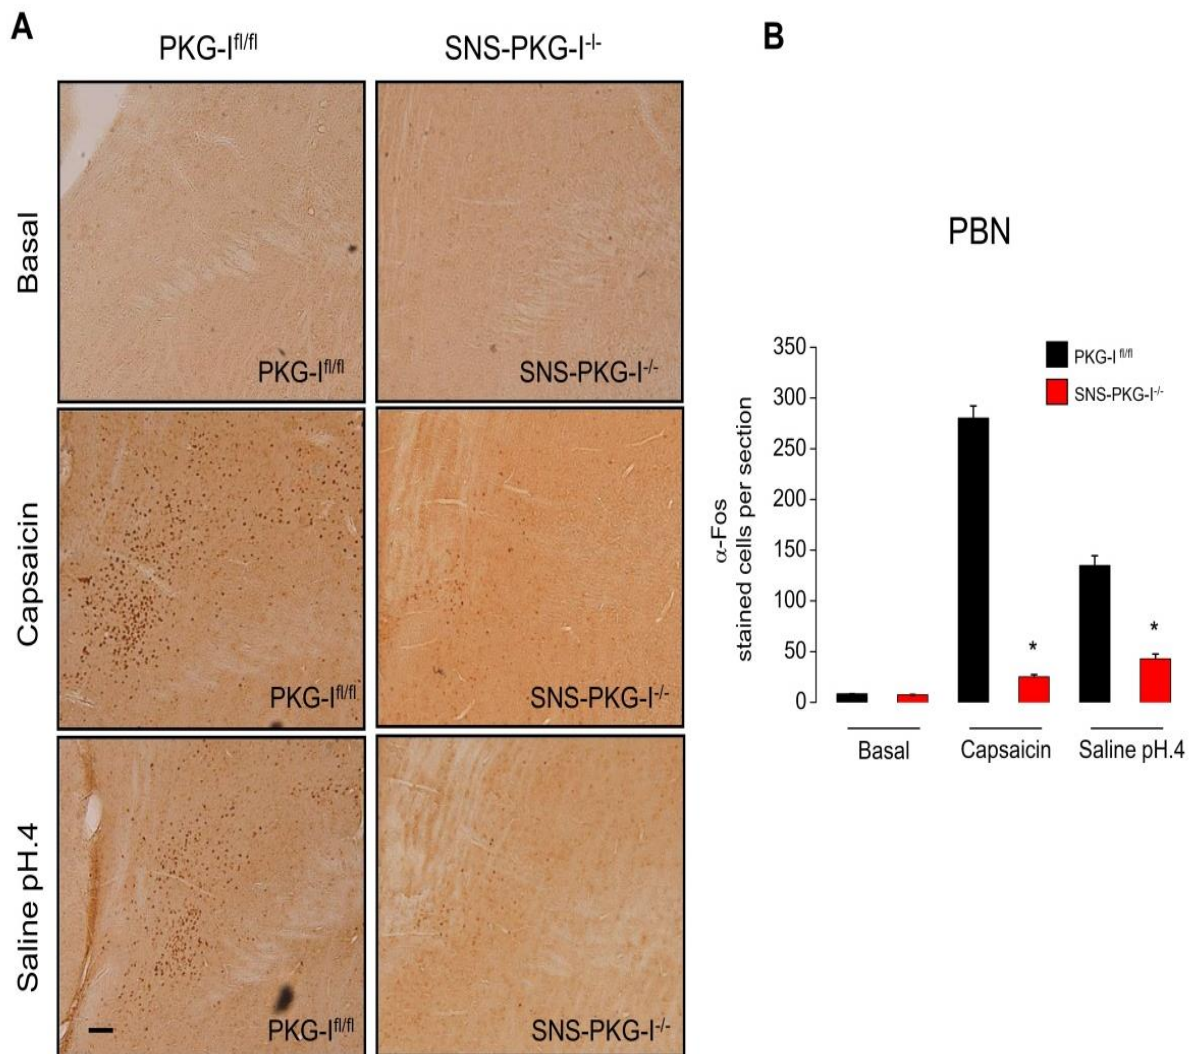 A
B
PKG-Ifl/fl
SNS-PKG-I-/-
Basal
PKG-Ifl/fl
SNS-PKG-I-/-
Capsaicin
PKG-Ifl/fl
SNS-PKG-I-/-
Saline pH.4
PKG-Ifl/fl
SNS-PKG-I-/-
PBN
α-Fos
stained cells per section
350
300
250
200
150
100
50
0
PKG-I fl/fl
SNS-PKG-I-/-
*
*
Basal
Capsaicin
Saline pH.4